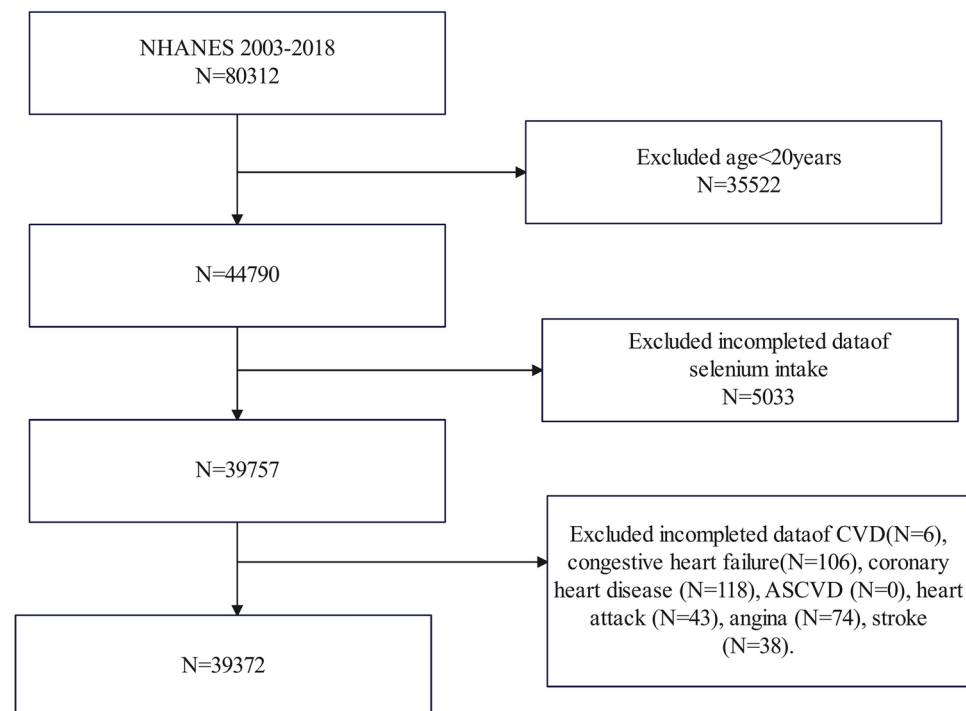 NHANES 2003-2018
N=80312
Excluded age<20years
N=35522
N=44790
Excluded incompleted dataof
selenium intake
N=5033
N=39757
Excluded incompleted dataof CVD(N=6),
congestive heart failure(N=106), coronary
heart disease (N=118), ASCVD (N=0), heart
attack (N=43), angina (N=74), stroke
(N=38).
N=39372